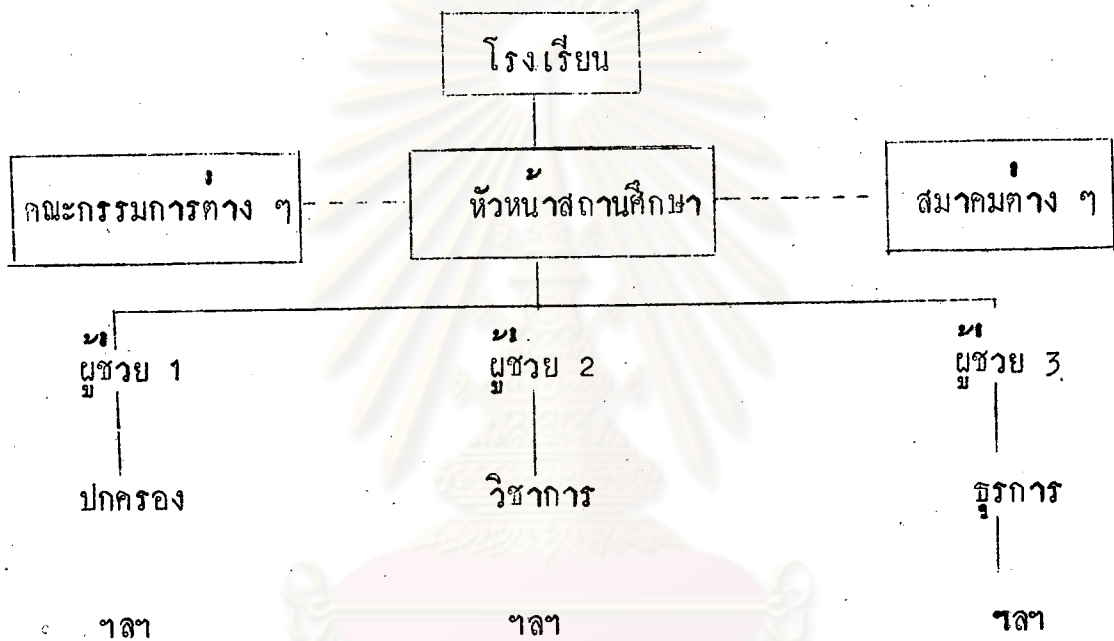 โรงเรียน
คณะกรรมการต่าง ๆ หัวหน้าสถานศึกษา สมาคมต่าง ๆ
ผู้ช่วย 1 ผู้ช่วย 2 ผู้ช่วย 3
ปกครอง วิชาการ ธุรการ
ฯลฯ ฯลฯ ฯลฯ